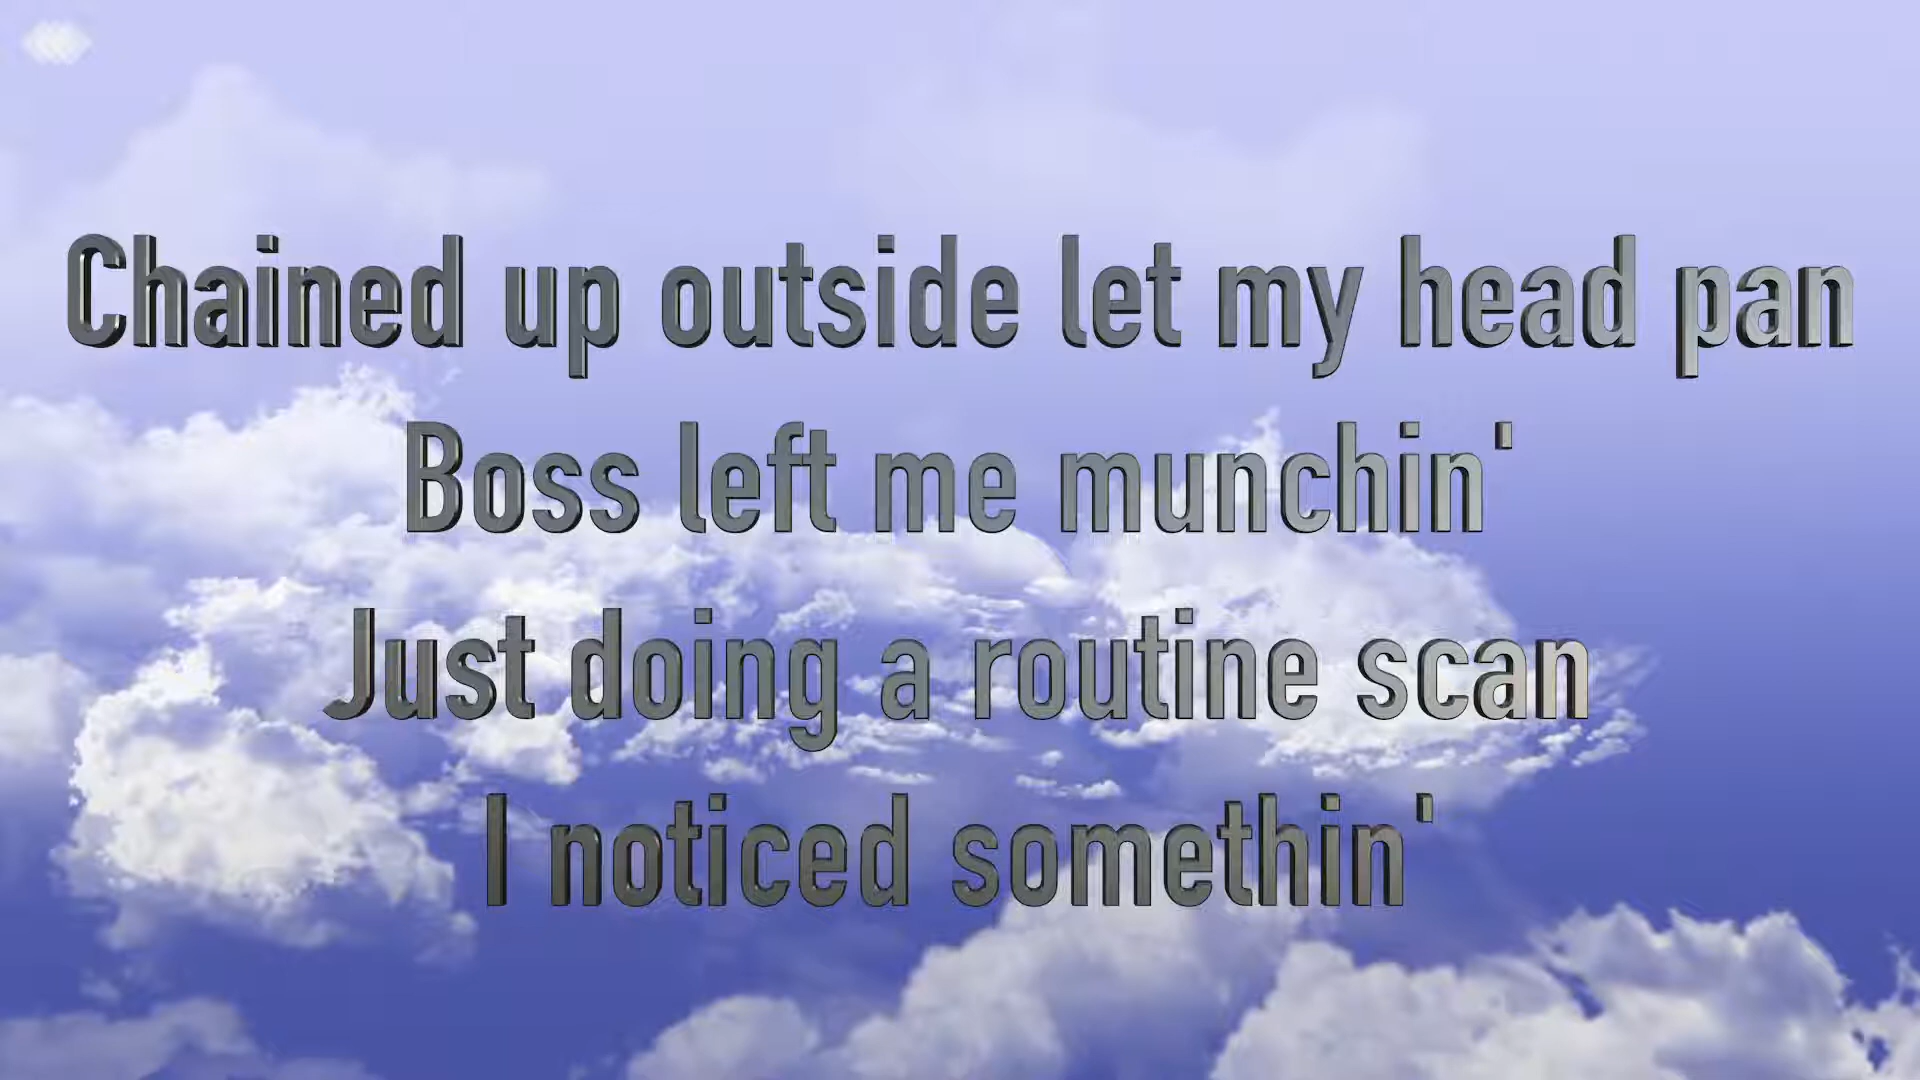 Chained up outside let my head pan
Boss left me munchin'
Just doing a routine scan
I noticed somethin'